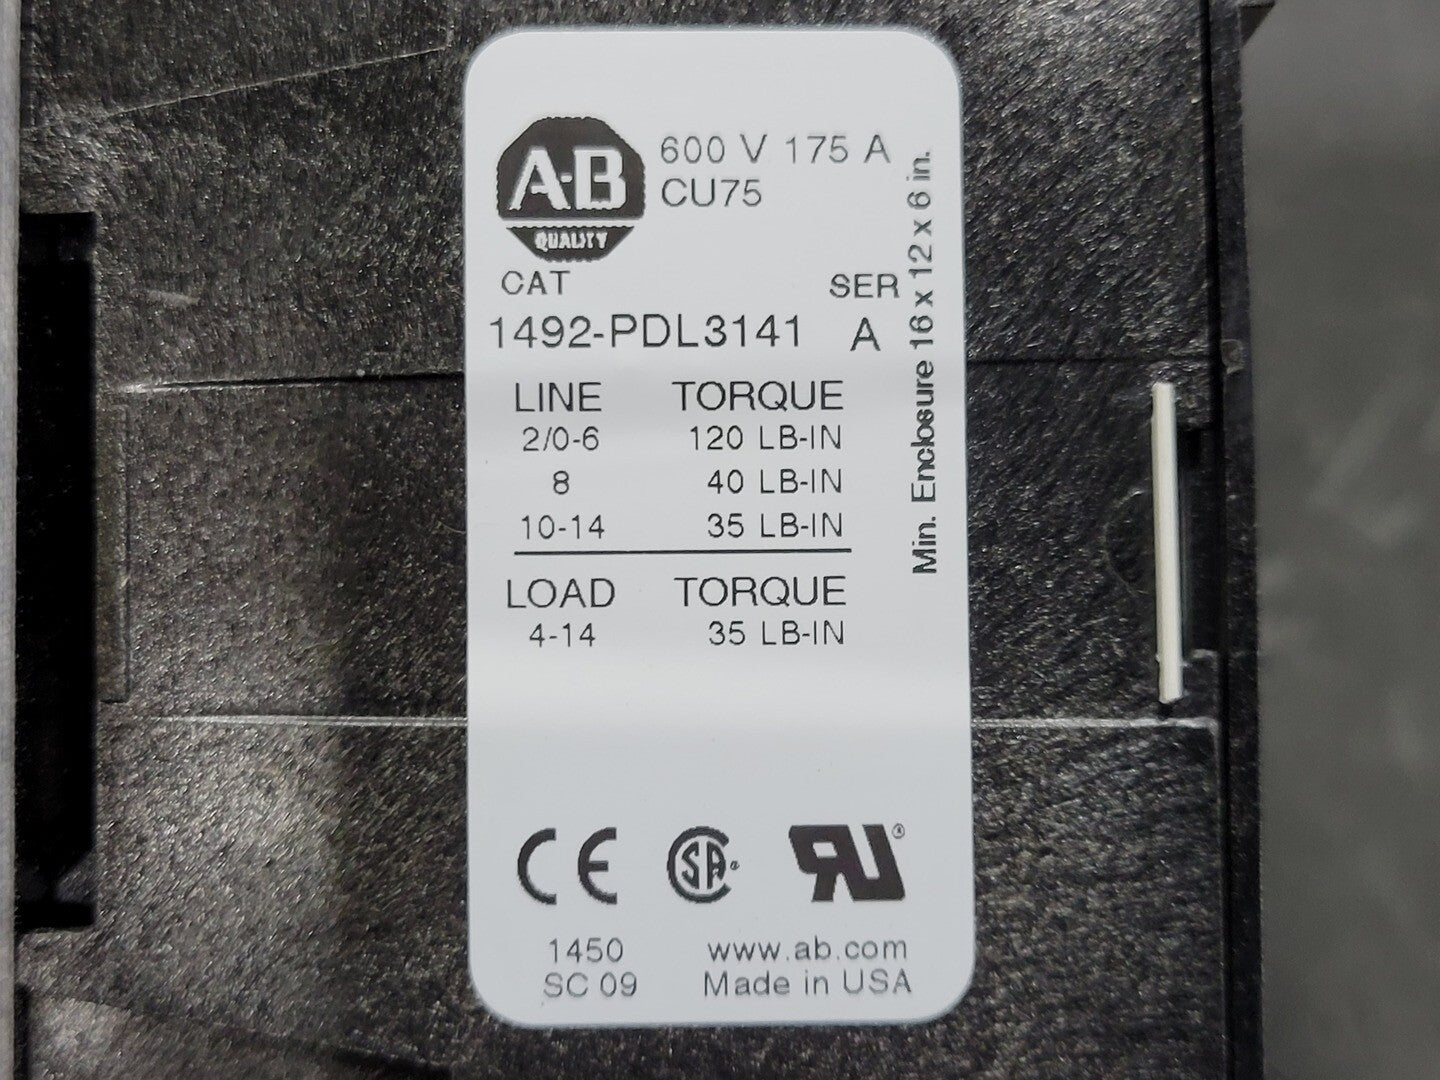 A-B
QUALITY
600 V 175 A
CU75
CAT
SER
1492-PDL3141 A
Min. Enclosure 16 x 12 x 6 in.
LINE TORQUE
2/0-6 120 LB-IN
8 40 LB-IN
10-14 35 LB-IN
LOAD TORQUE
4-14 35 LB-IN
CE SA RU®
1450 www.ab.com
SC 09 Made in USA